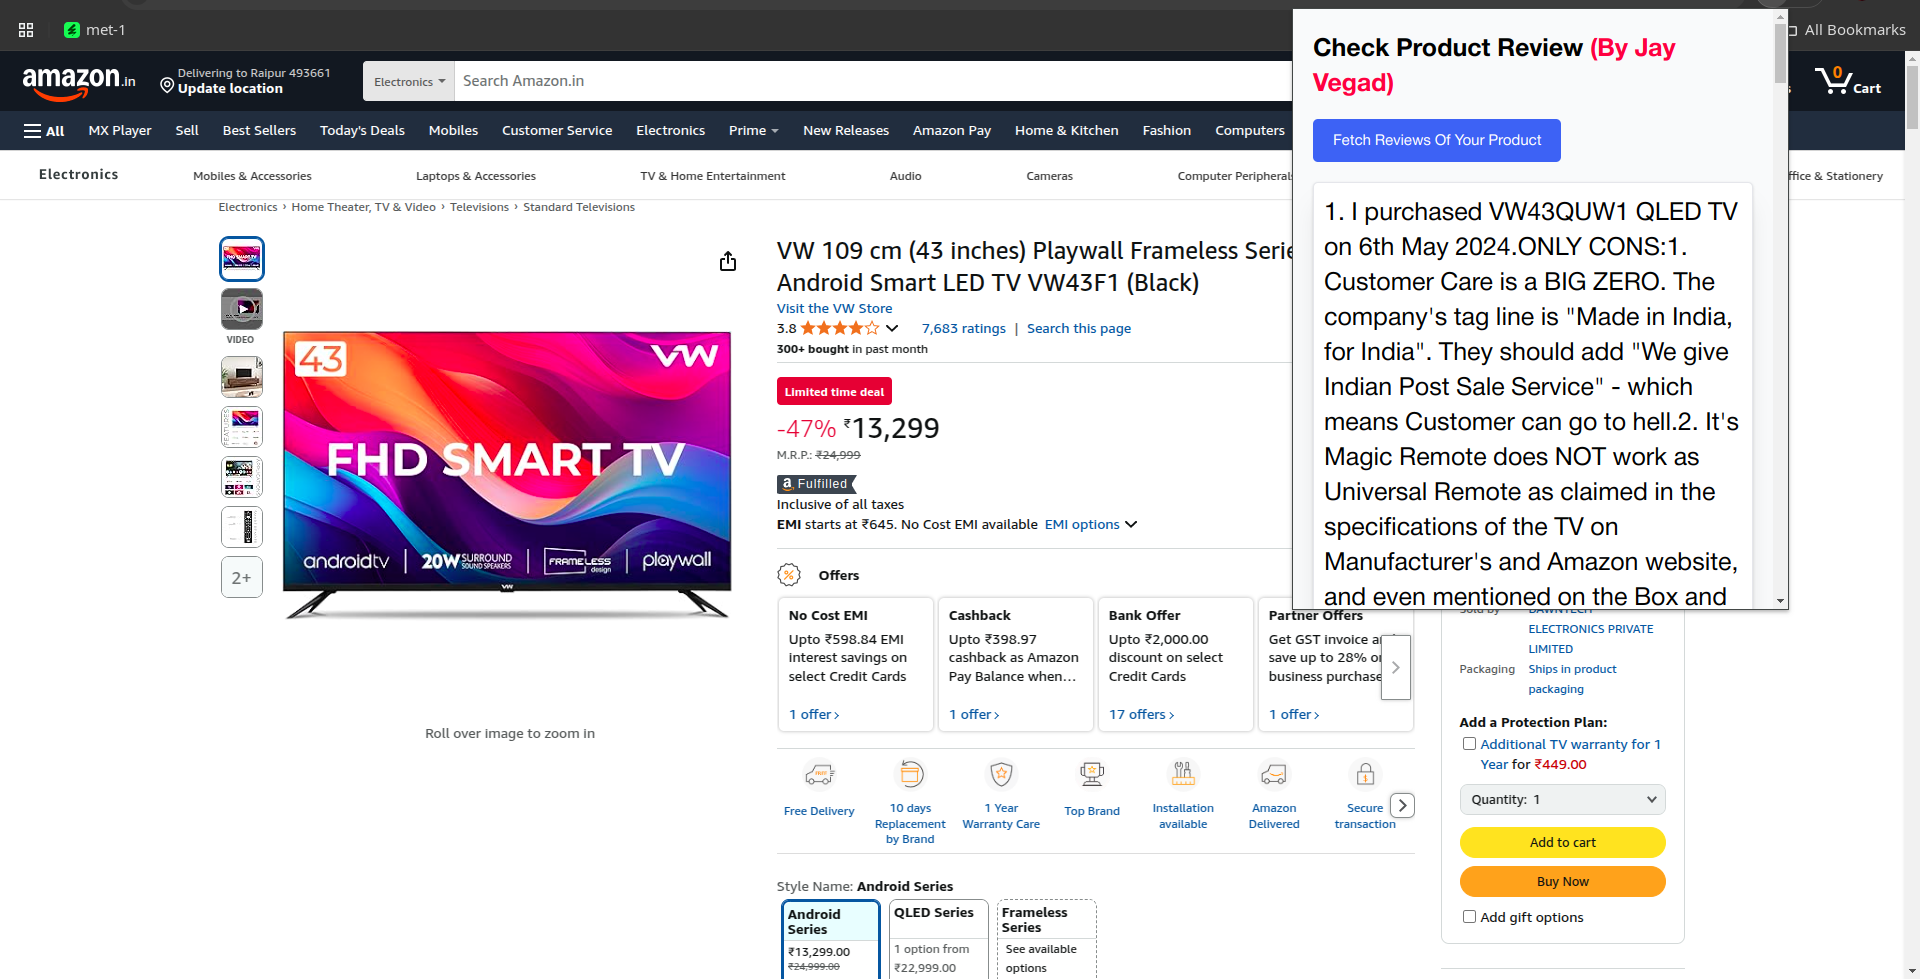 met-1
All Bookmarks
amazon.in
Delivering to Raipur 493661
Update location
Electronics
Search Amazon.in
0
Cart
All
MX Player
Sell
Best Sellers
Today's Deals
Mobiles
Customer Service
Electronics
Prime
New Releases
Amazon Pay
Home & Kitchen
Fashion
Computers
Electronics
Mobiles & Accessories
Laptops & Accessories
TV & Home Entertainment
Audio
Cameras
Computer Peripherals
ffice & Stationery
Electronics › Home Theater, TV & Video › Televisions › Standard Televisions
Check Product Review (By Jay
Vegad)
Fetch Reviews Of Your Product
1. I purchased VW43QUW1 QLED TV
on 6th May 2024.ONLY CONS:1.
Customer Care is a BIG ZERO. The
company's tag line is "Made in India,
for India". They should add "We give
Indian Post Sale Service" - which
means Customer can go to hell.2. It's
Magic Remote does NOT work as
Universal Remote as claimed in the
specifications of the TV on
Manufacturer's and Amazon website,
and even mentioned on the Box and
VIDEO
2+
43
VW
FHD SMART TV
androidtv
20W SURROUND
SOUND SPEAKERS
FRAMELESS
design
playwall
VW
Roll over image to zoom in
VW 109 cm (43 inches) Playwall Frameless Serie
Android Smart LED TV VW43F1 (Black)
Visit the VW Store
3.8
7,683 ratings | Search this page
300+ bought in past month
Limited time deal
-47% ₹13,299
M.R.P.: ₹24,999
a Fulfilled
Inclusive of all taxes
EMI starts at ₹645. No Cost EMI available EMI options
Offers
No Cost EMI
Upto ₹598.84 EMI
interest savings on
select Credit Cards
1 offer ›
Cashback
Upto ₹398.97
cashback as Amazon
Pay Balance when...
1 offer ›
Bank Offer
Upto ₹2,000.00
discount on select
Credit Cards
17 offers ›
Partner Offers
Get GST invoice an
save up to 28% on
business purchase
1 offer ›
Free Delivery
10 days
Replacement
by Brand
1 Year
Warranty Care
Top Brand
Installation
available
Amazon
Delivered
Secure
transaction
Style Name: Android Series
Android
Series
₹13,299.00
₹24,999.00
QLED Series
1 option from
₹22,999.00
Frameless
Series
See available
options
Sold by
DAWNTECH
ELECTRONICS PRIVATE
LIMITED
Packaging
Ships in product
packaging
Add a Protection Plan:
Additional TV warranty for 1
Year for ₹449.00
Quantity: 1
Add to cart
Buy Now
Add gift options